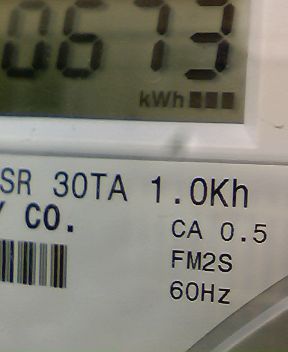 0673
kWh
SR 30TA 1.0Kh
Y CO.
CA 0.5
FM2S
60Hz